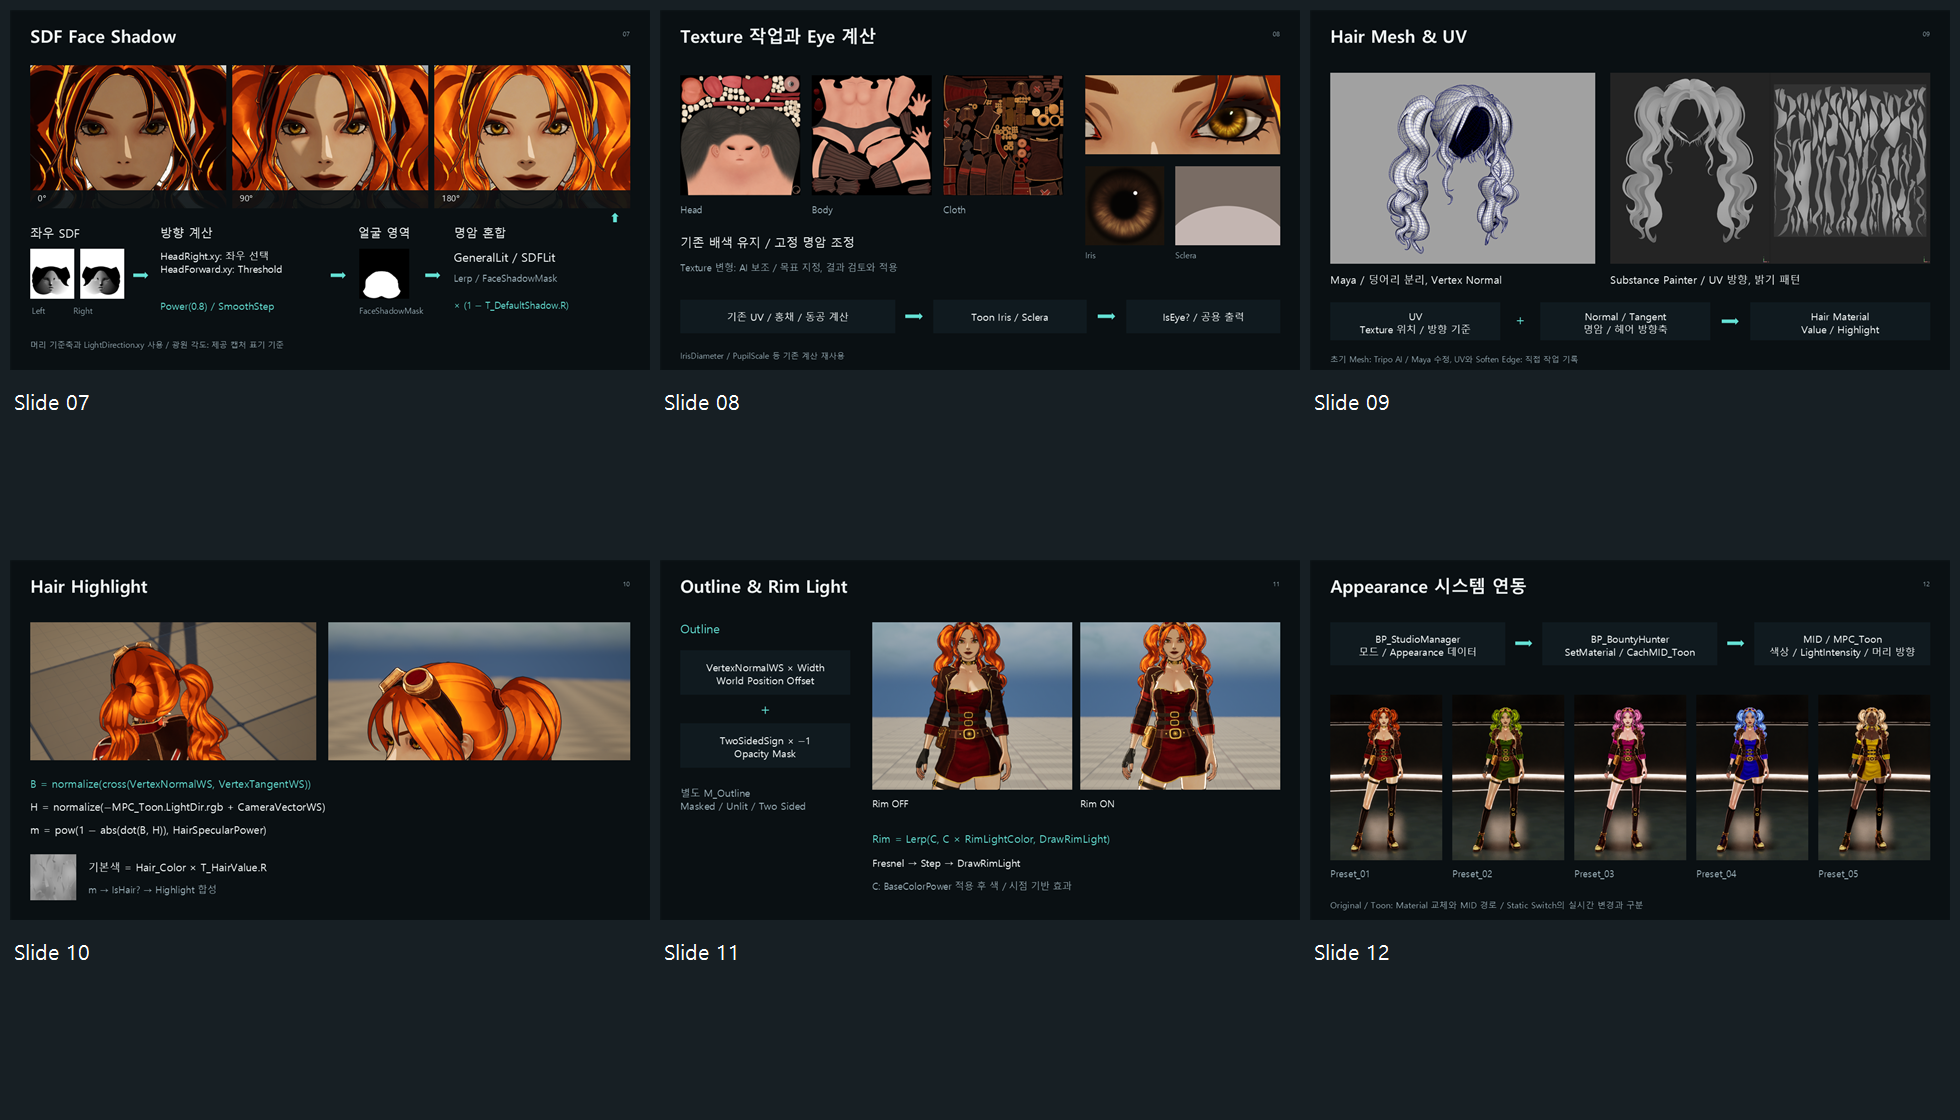 SDF Face Shadow
07
0°
90°
180°
좌우 SDF
방향 계산
얼굴 영역
명암 혼합
HeadRight.xy: 좌우 선택
HeadForward.xy: Threshold
Power(0.8) / SmoothStep
GeneralLit / SDFLit
Lerp / FaceShadowMask
× (1 − T_DefaultShadow.R)
Left
Right
FaceShadowMask
머리 기준축과 LightDirection.xy 사용 / 광원 각도: 제공 캡처 표기 기준
Slide 07
Texture 작업과 Eye 계산
08
Head
Body
Cloth
Iris
Sclera
기존 배색 유지 / 고정 명암 조정
Texture 변형: AI 보조 / 목표 지정, 결과 검토와 적용
기존 UV / 홍채 / 동공 계산
Toon Iris / Sclera
IsEye? / 공용 출력
IrisDiameter / PupilScale 등 기존 계산 재사용
Slide 08
Hair Mesh & UV
09
Maya / 덩어리 분리, Vertex Normal
Substance Painter / UV 방향, 밝기 패턴
UV
Texture 위치 / 방향 기준
+
Normal / Tangent
명암 / 헤어 방향축
Hair Material
Value / Highlight
초기 Mesh: Tripo AI / Maya 수정, UV와 Soften Edge: 직접 작업 기록
Slide 09
Hair Highlight
10
B = normalize(cross(VertexNormalWS, VertexTangentWS))
H = normalize(−MPC_Toon.LightDir.rgb + CameraVectorWS)
m = pow(1 − abs(dot(B, H)), HairSpecularPower)
기본색 = Hair_Color × T_HairValue.R
m → IsHair? → Highlight 합성
Slide 10
Outline & Rim Light
11
Outline
VertexNormalWS × Width
World Position Offset
+
TwoSidedSign × −1
Opacity Mask
별도 M_Outline
Masked / Unlit / Two Sided
Rim OFF
Rim ON
Rim = Lerp(C, C × RimLightColor, DrawRimLight)
Fresnel → Step → DrawRimLight
C: BaseColorPower 적용 후 색 / 시점 기반 효과
Slide 11
Appearance 시스템 연동
12
BP_StudioManager
모드 / Appearance 데이터
BP_BountyHunter
SetMaterial / CachMID_Toon
MID / MPC_Toon
색상 / LightIntensity / 머리 방향
Preset_01
Preset_02
Preset_03
Preset_04
Preset_05
Original / Toon: Material 교체와 MID 경로 / Static Switch의 실시간 변경과 구분
Slide 12